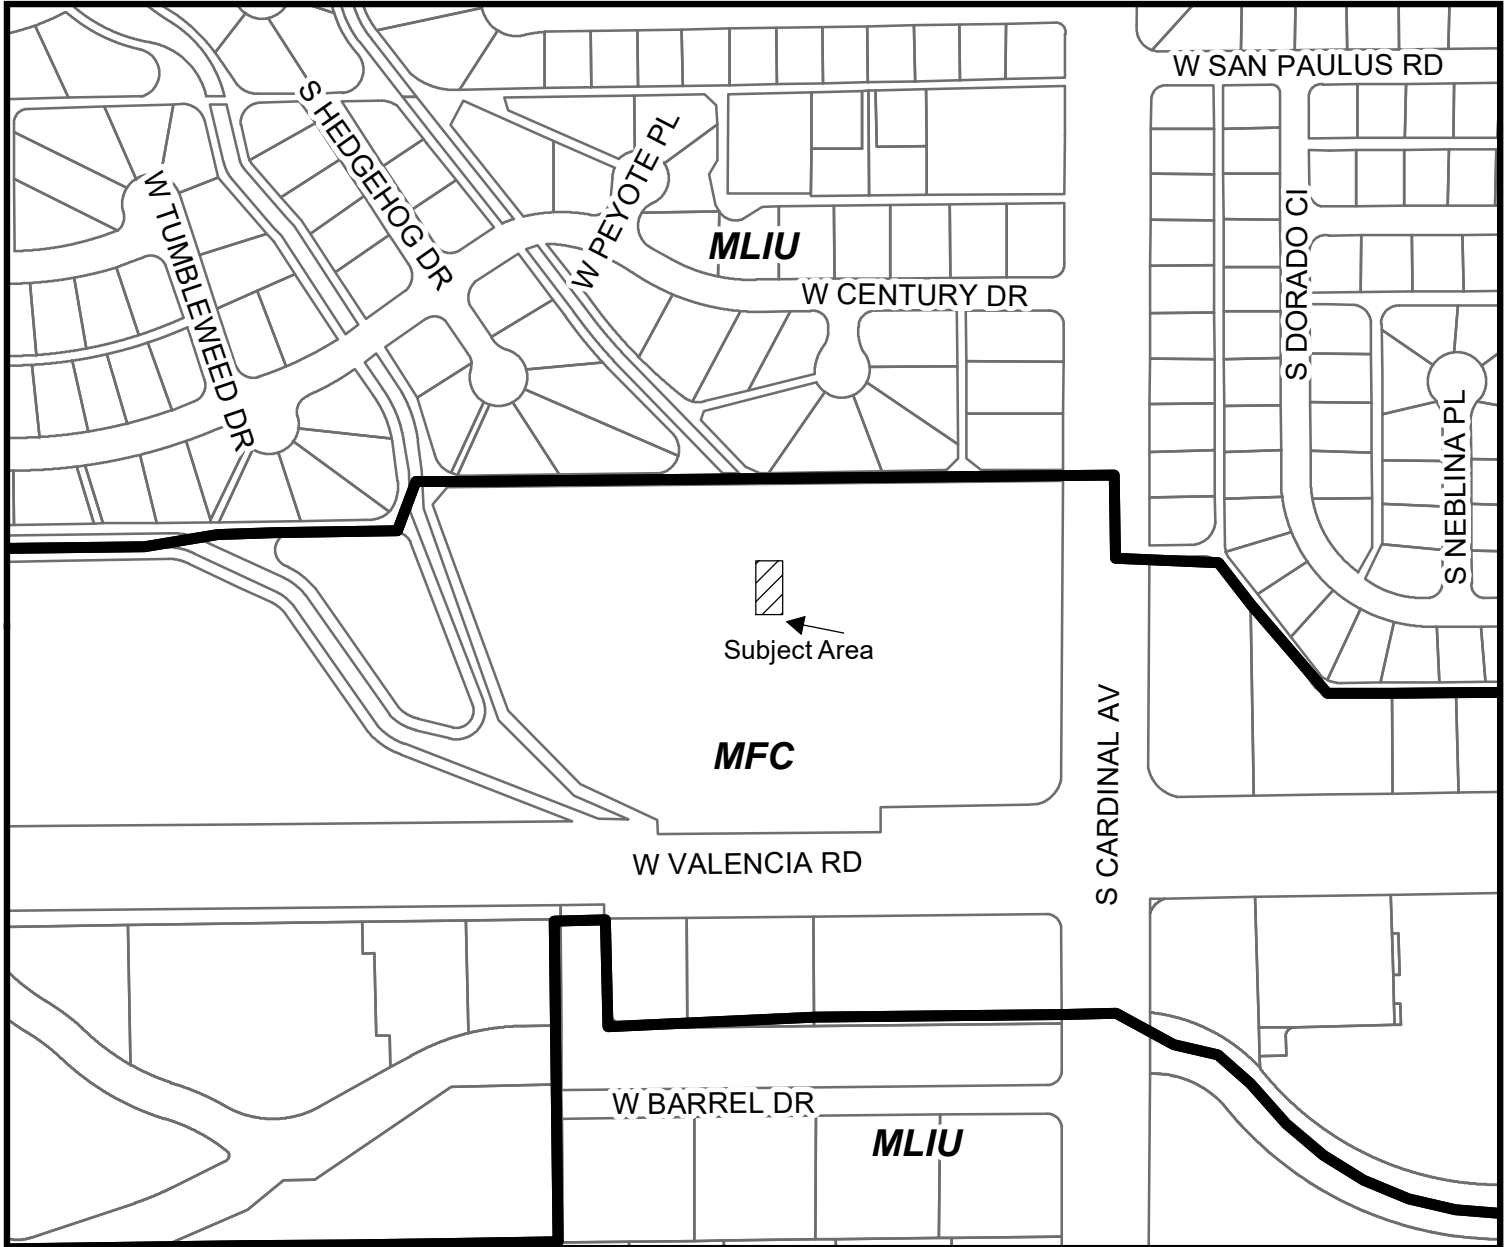 W SAN PAULUS RD
S HEDGEHOG DR
W PEYOTE PL
W TUMBLEWEED DR
MLIU
S DORADO CI
W CENTURY DR
S NEBLINA PL
Subject Area
MFC
S CARDINAL AV
W VALENCIA RD
W BARREL DR
MLIU